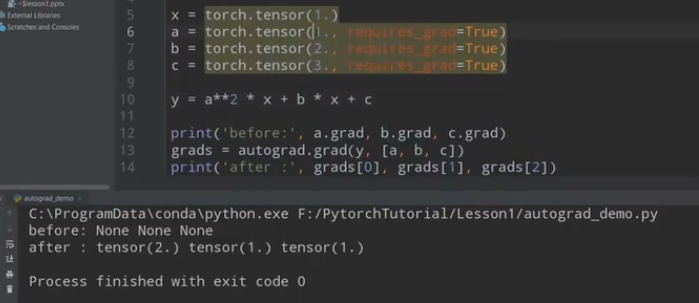 ~$lesson1.pptx
External Libraries
Scratches and Consoles
5 x = torch.tensor(1.)
6 a = torch.tensor(1., requires_grad=True)
7 b = torch.tensor(2., requires_grad=True)
8 c = torch.tensor(3., requires_grad=True)
9
10 y = a**2 * x + b * x + c
11
12 print('before:', a.grad, b.grad, c.grad)
13 grads = autograd.grad(y, [a, b, c])
14 print('after :', grads[0], grads[1], grads[2])
autograd_demo ×
C:\ProgramData\conda\python.exe F:/PytorchTutorial/Lesson1/autograd_demo.py
before: None None None
after : tensor(2.) tensor(1.) tensor(1.)
Process finished with exit code 0